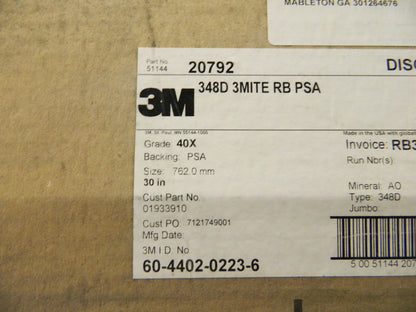 MABLETON GA 301264676
Part No
51144 20792 DISC
3M 348D 3MITE RB PSA
3M, St. Paul, MN 55144-1000 Made in the USA with global
Grade: 40X Invoice: RB3
Backing: PSA Run Nbr(s):
Size: 762.0 mm
30 in Mineral: AO
Cust Part No. Type: 348D
01933910 Jumbo:
Cust PO 7121749001
Mfg Date:
3M I.D. No
60-4402-0223-6 5 00 51144 207